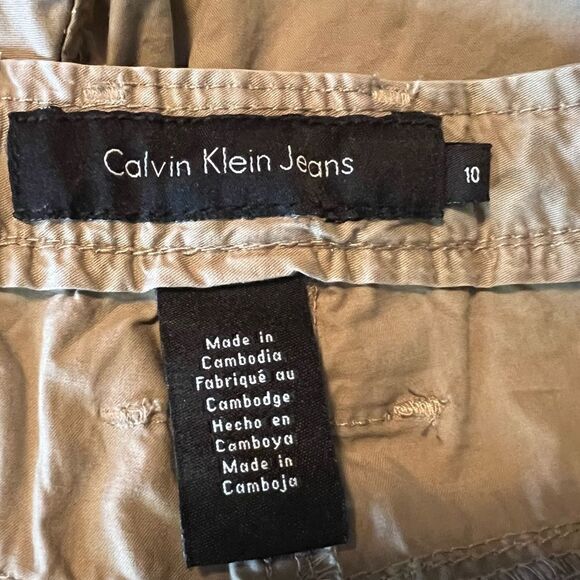 Calvin Klein Jeans
10
Made in
Cambodia
Fabriqué au
Cambodge
Hecho en
Camboya
Made in
Camboja